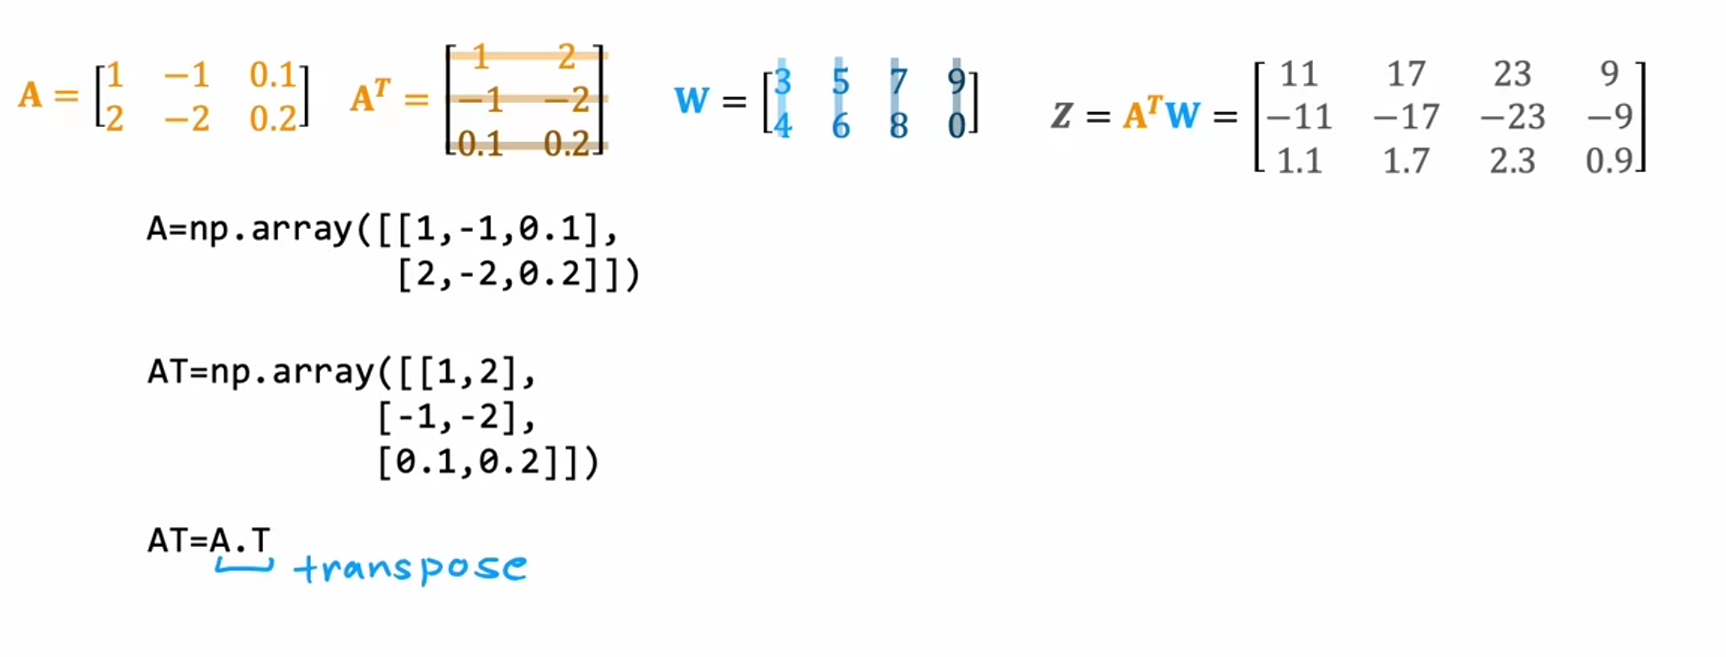 A = [1 −1 0.1
2 −2 0.2]
Aᵀ = [1 2
−1 −2
0.1 0.2]
W = [3 5 7 9
4 6 8 0]
Z = AᵀW = [11 17 23 9
−11 −17 −23 −9
1.1 1.7 2.3 0.9]
A=np.array([[1,-1,0.1],
[2,-2,0.2]])
AT=np.array([[1,2],
[-1,-2],
[0.1,0.2]])
AT=A.T
transpose